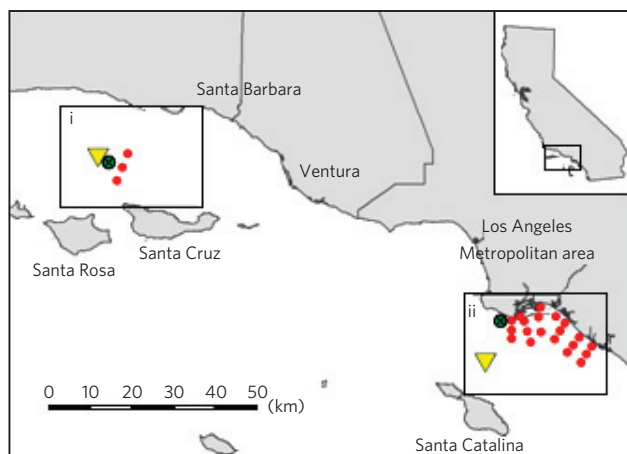 Santa Barbara
i
Ventura
Santa Cruz
Santa Rosa
Los Angeles
Metropolitan area
ii
0 10 20 30 40 50
(km)
Santa Catalina